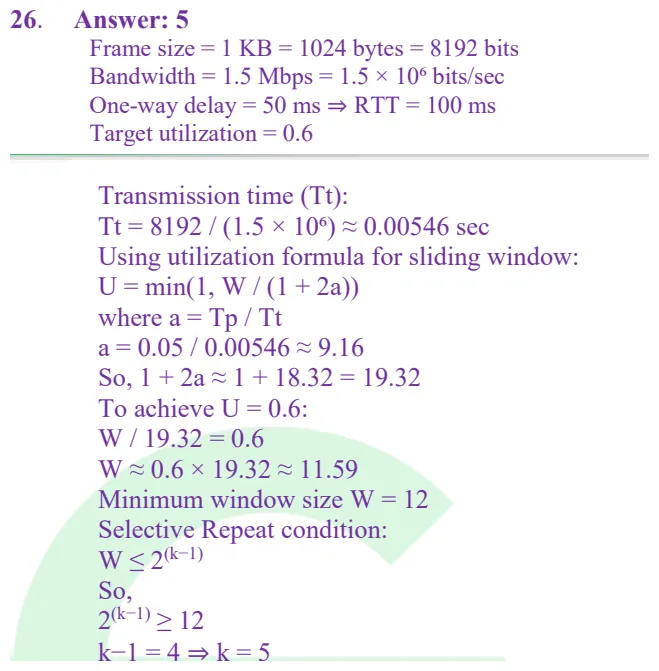 26. Answer: 5
Frame size = 1 KB = 1024 bytes = 8192 bits
Bandwidth = 1.5 Mbps = 1.5 × 10⁶ bits/sec
One-way delay = 50 ms ⇒ RTT = 100 ms
Target utilization = 0.6
Transmission time (Tt):
Tt = 8192 / (1.5 × 10⁶) ≈ 0.00546 sec
Using utilization formula for sliding window:
U = min(1, W / (1 + 2a))
where a = Tp / Tt
a = 0.05 / 0.00546 ≈ 9.16
So, 1 + 2a ≈ 1 + 18.32 = 19.32
To achieve U = 0.6:
W / 19.32 = 0.6
W ≈ 0.6 × 19.32 ≈ 11.59
Minimum window size W = 12
Selective Repeat condition:
W ≤ 2⁽ᵏ⁻¹⁾
So,
2⁽ᵏ⁻¹⁾ ≥ 12
k−1 = 4 ⇒ k = 5